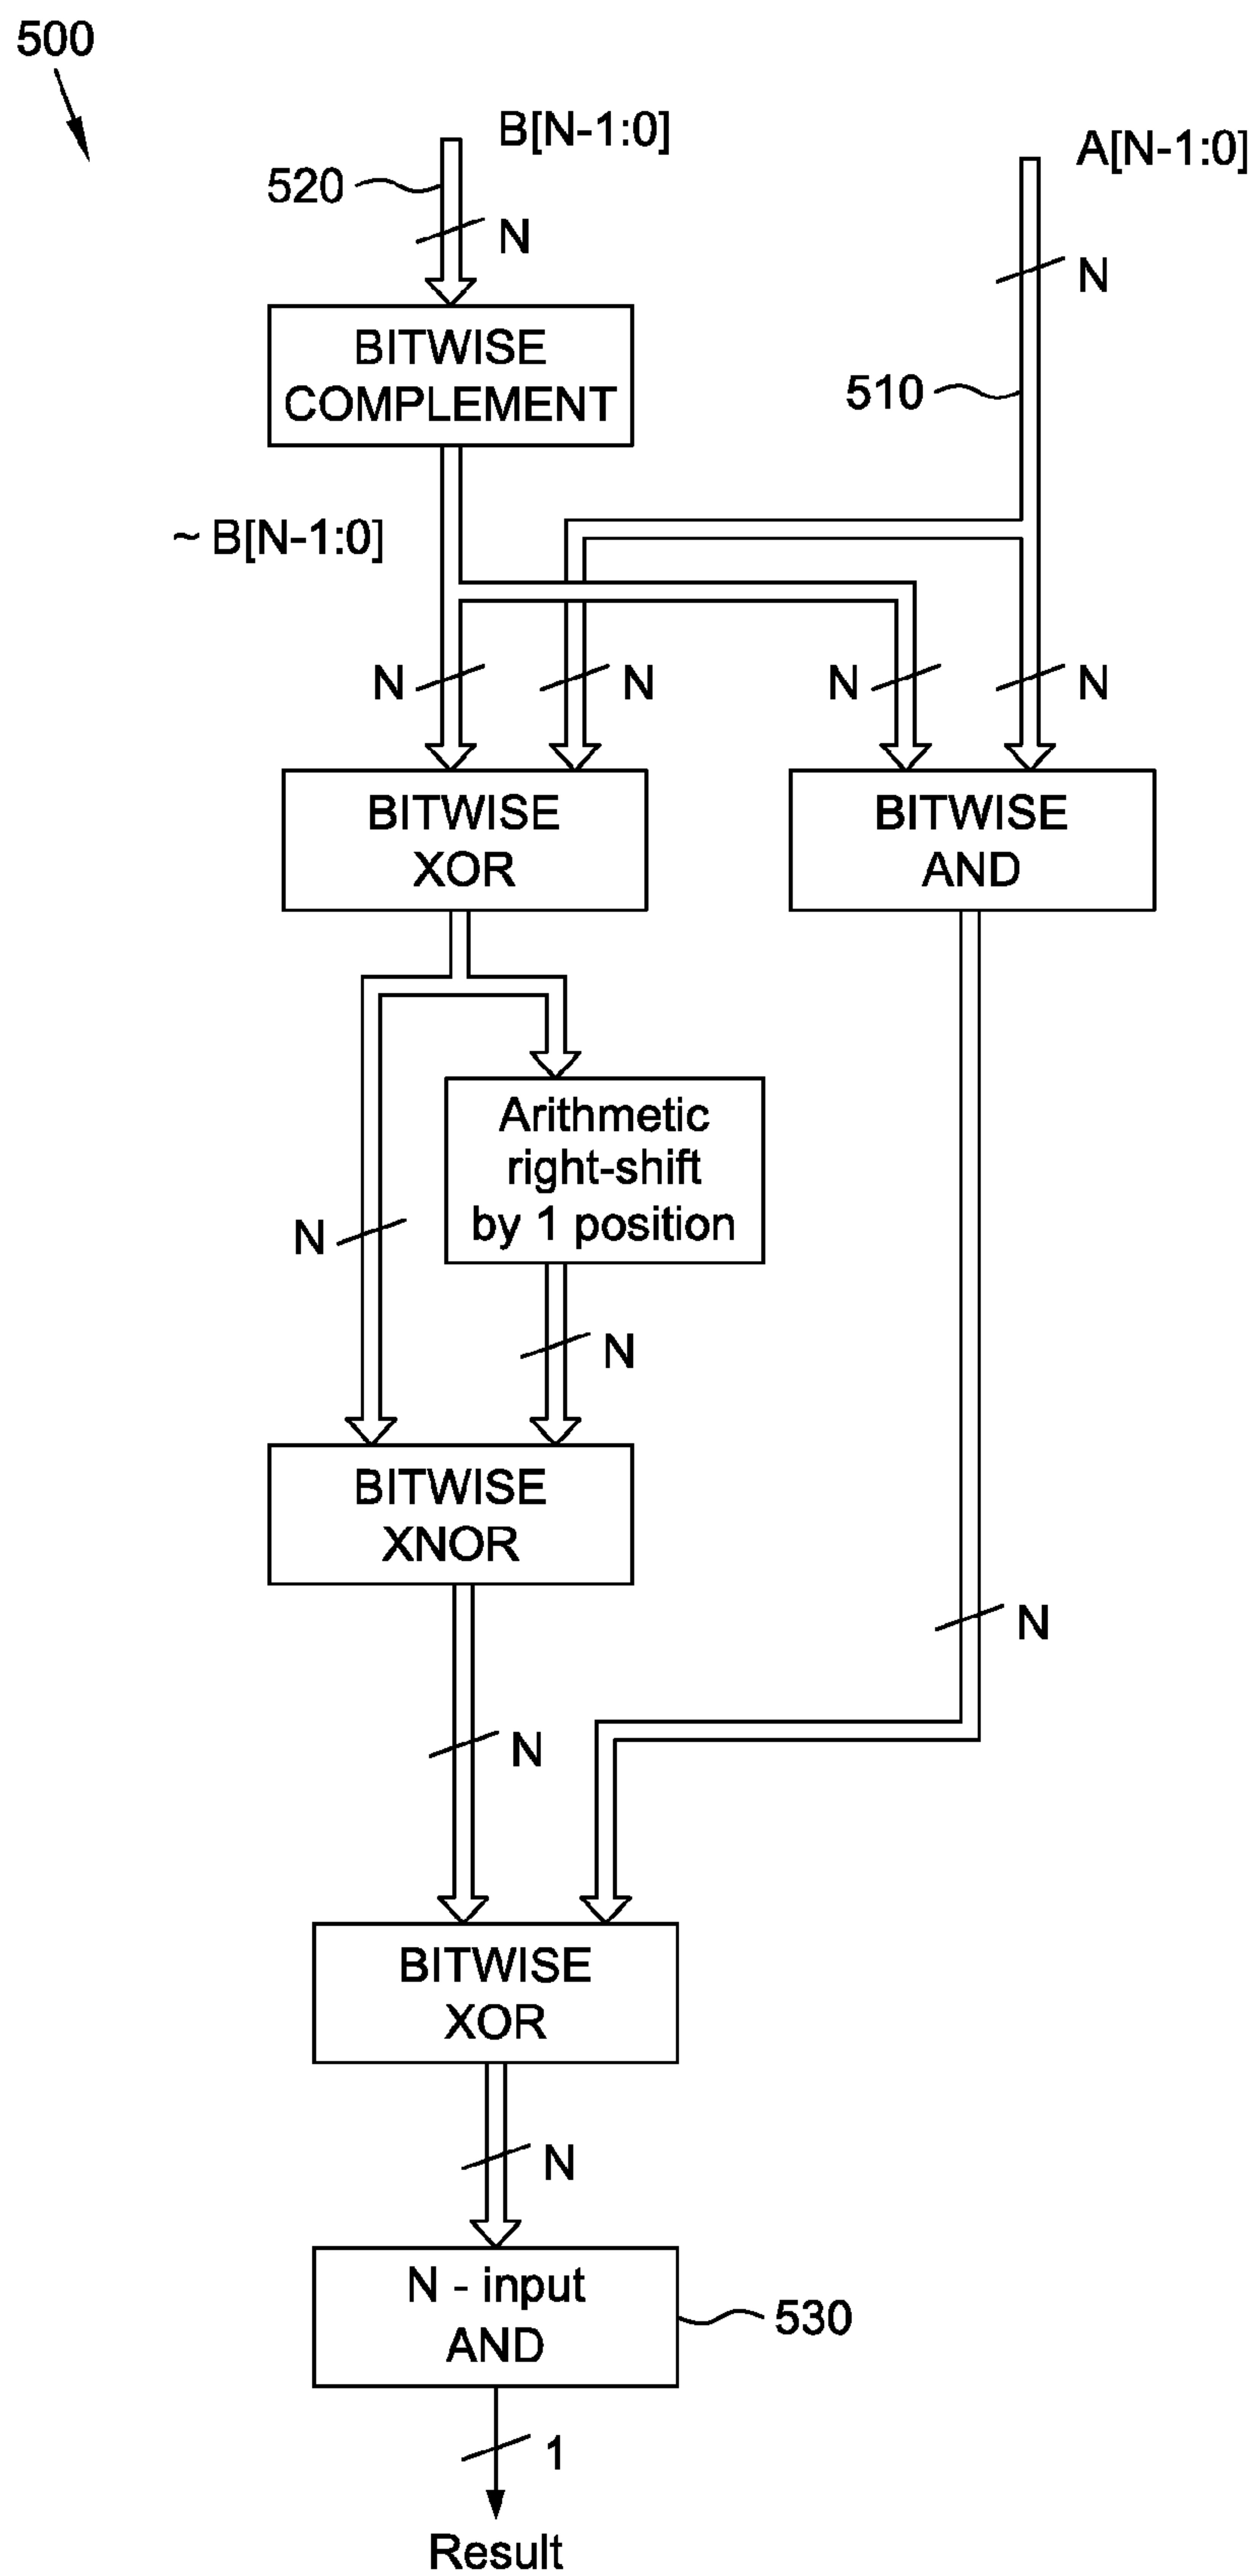 500
B[N-1:0]
A[N-1:0]
520
N
N
BITWISE
COMPLEMENT
510
~ B[N-1:0]
N
N
N
N
BITWISE
XOR
BITWISE
AND
Arithmetic
right-shift
by 1 position
N
N
BITWISE
XNOR
N
N
BITWISE
XOR
N
N - input
AND
530
1
Result